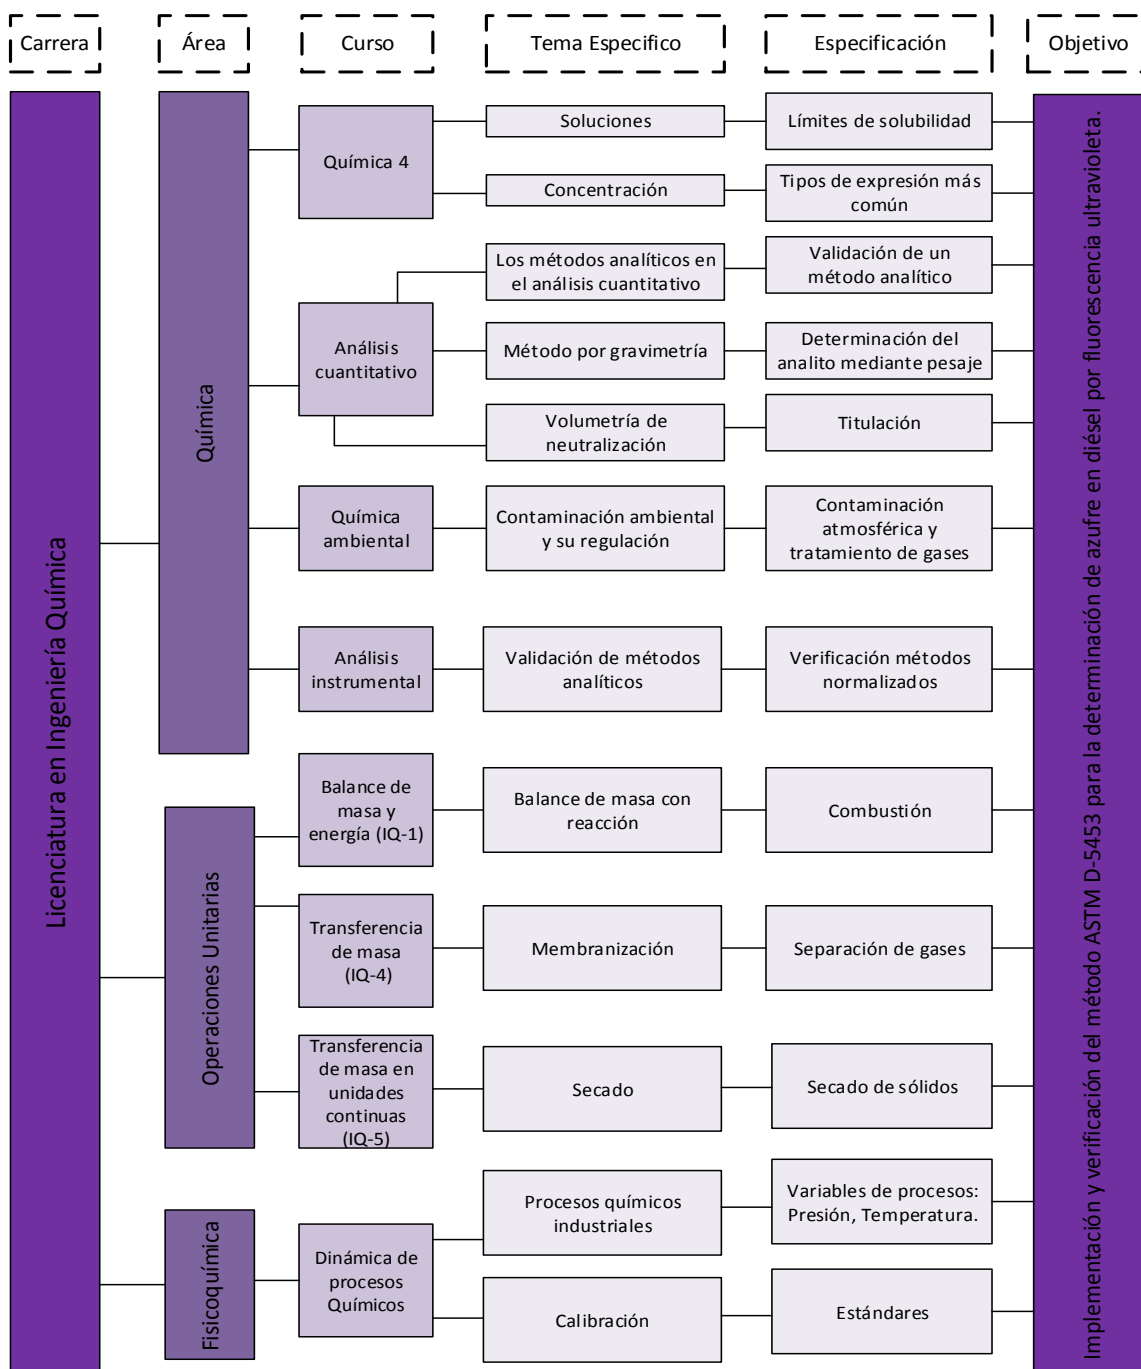 Carrera
Área
Curso
Tema Especifico
Especificación
Objetivo
Licenciatura en Ingeniería Química
Química
Química 4
Soluciones
Límites de solubilidad
Concentración
Tipos de expresión más
común
Análisis
cuantitativo
Los métodos analíticos en
el análisis cuantitativo
Validación de un
método analítico
Método por gravimetría
Determinación del
analito mediante pesaje
Volumetría de
neutralización
Titulación
Química
ambiental
Contaminación ambiental
y su regulación
Contaminación
atmosférica y
tratamiento de gases
Análisis
instrumental
Validación de métodos
analíticos
Verificación métodos
normalizados
Operaciones Unitarias
Balance de
masa y
energía (IQ-1)
Balance de masa con
reacción
Combustión
Transferencia
de masa
(IQ-4)
Membranización
Separación de gases
Transferencia
de masa en
unidades
continuas
(IQ-5)
Secado
Secado de sólidos
Fisicoquímica
Dinámica de
procesos
Químicos
Procesos químicos
industriales
Variables de procesos:
Presión, Temperatura.
Calibración
Estándares
Implementación y verificación del método ASTM D-5453 para la determinación de azufre en diésel por fluorescencia ultravioleta.